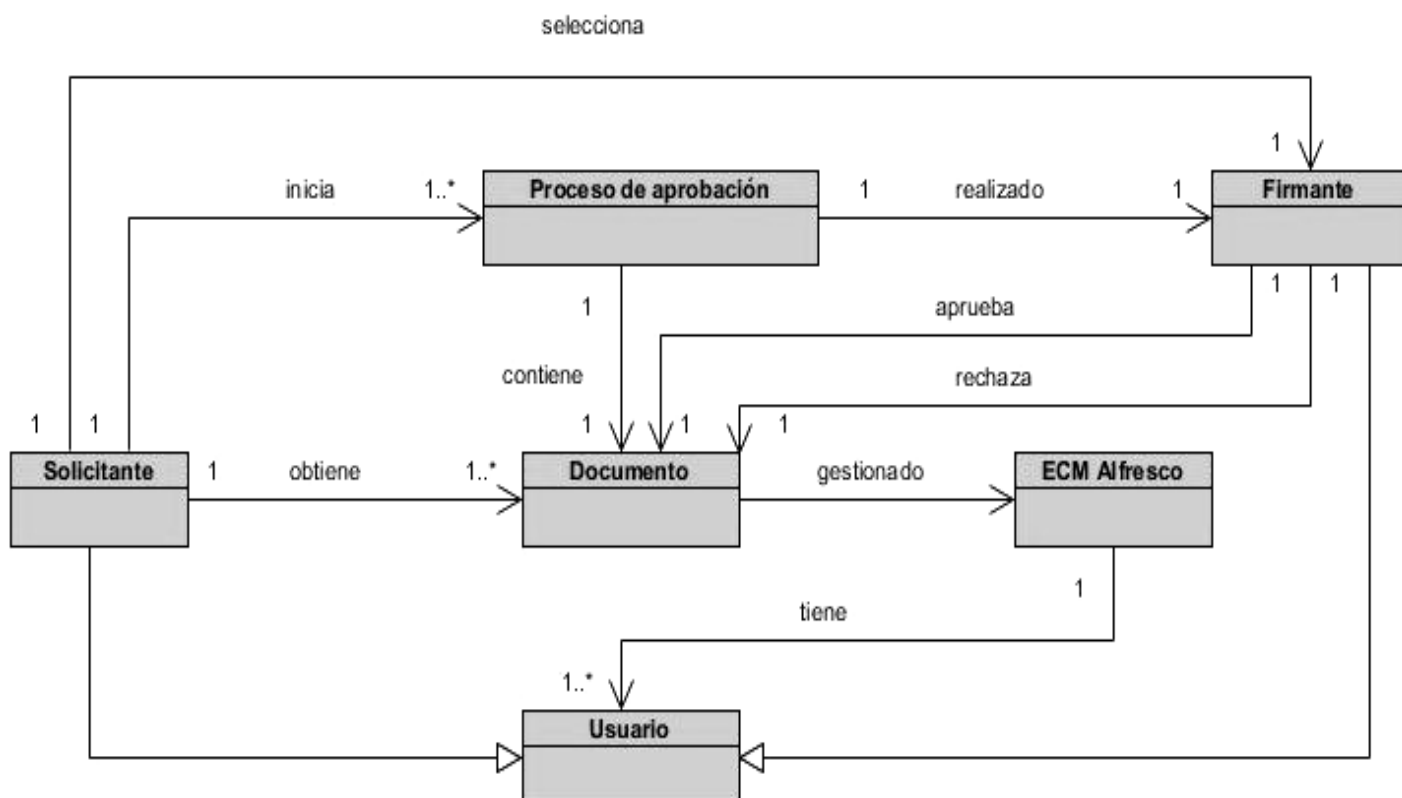 selecciona
1
inicia
1..*
Proceso de aprobación
1
realizado
1
Firmante
1
1
1
aprueba
contiene
rechaza
1
1
1
1
1
Solicitante
1
obtiene
1..*
Documento
gestionado
ECM Alfresco
1
tiene
1..*
Usuario